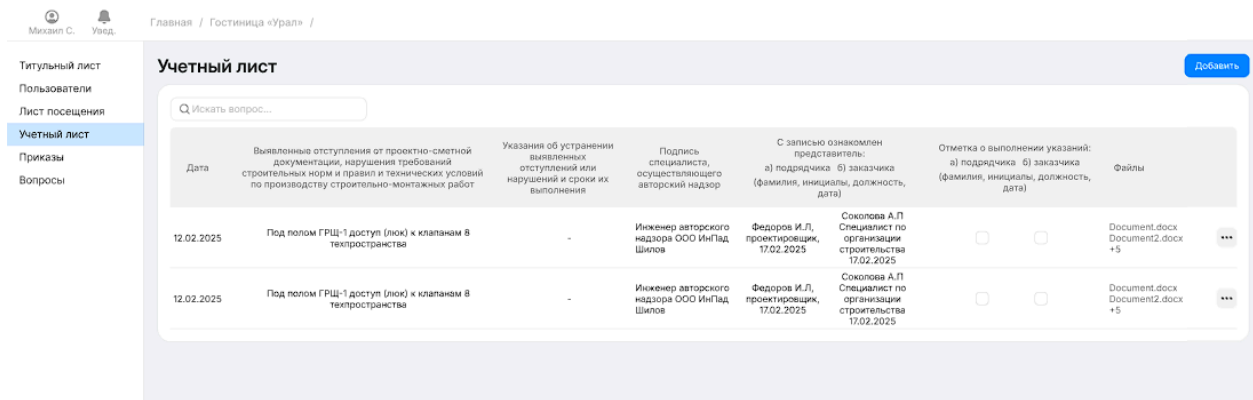 Михаил С.
Увед.
Главная / Гостиница «Урал» /
Титульный лист
Пользователи
Лист посещения
Учетный лист
Приказы
Вопросы
Учетный лист
Добавить
Искать вопрос...
Дата
Выявленные отступления от проектно-сметной
документации, нарушения требований
строительных норм и правил и технических условий
по производству строительно-монтажных работ
Указания об устранении
выявленных
отступлений или
нарушений и сроки их
выполнения
Подпись
специалиста,
осуществляющего
авторский надзор
С записью ознакомлен
представитель:
а) подрядчика б) заказчика
(фамилия, инициалы, должность,
дата)
Отметка о выполнении указаний:
а) подрядчика б) заказчика
(фамилия, инициалы, должность,
дата)
Файлы
12.02.2025
Под полом ГРЩ-1 доступ (люк) к клапанам 8
техпространства
-
Инженер авторского
надзора ООО ИнПад
Шилов
Федоров И.Л,
проектировщик,
17.02.2025
Соколова А.П
Специалист по
организации
строительства
17.02.2025
Document.docx
Document2.docx
+5
12.02.2025
Под полом ГРЩ-1 доступ (люк) к клапанам 8
техпространства
-
Инженер авторского
надзора ООО ИнПад
Шилов
Федоров И.Л,
проектировщик,
17.02.2025
Соколова А.П
Специалист по
организации
строительства
17.02.2025
Document.docx
Document2.docx
+5